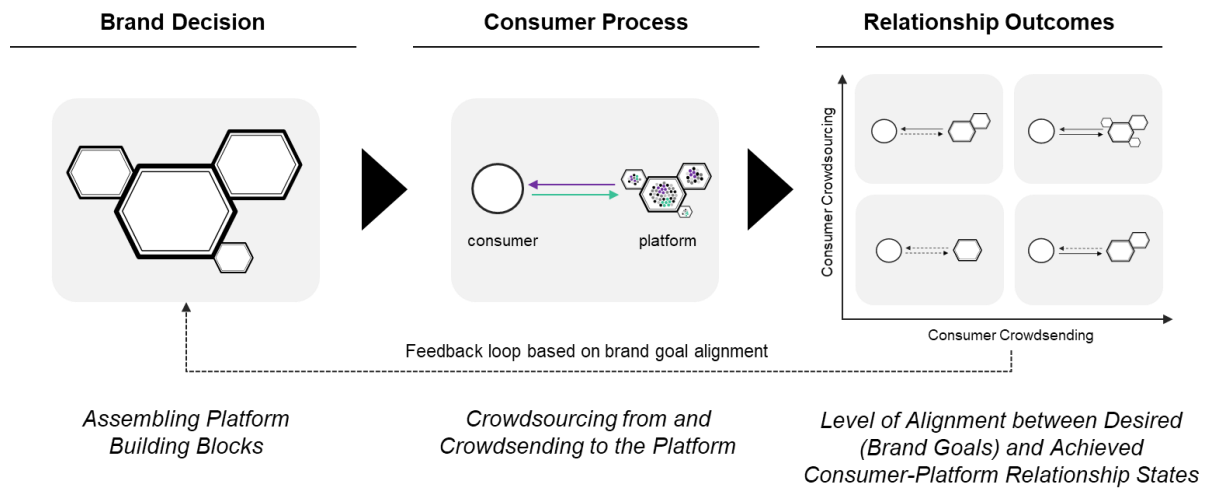 Brand Decision
Consumer Process
Relationship Outcomes
consumer
platform
Consumer Crowdsourcing
Consumer Crowdsending
Feedback loop based on brand goal alignment
Assembling Platform
Building Blocks
Crowdsourcing from and
Crowdsending to the Platform
Level of Alignment between Desired
(Brand Goals) and Achieved
Consumer-Platform Relationship States